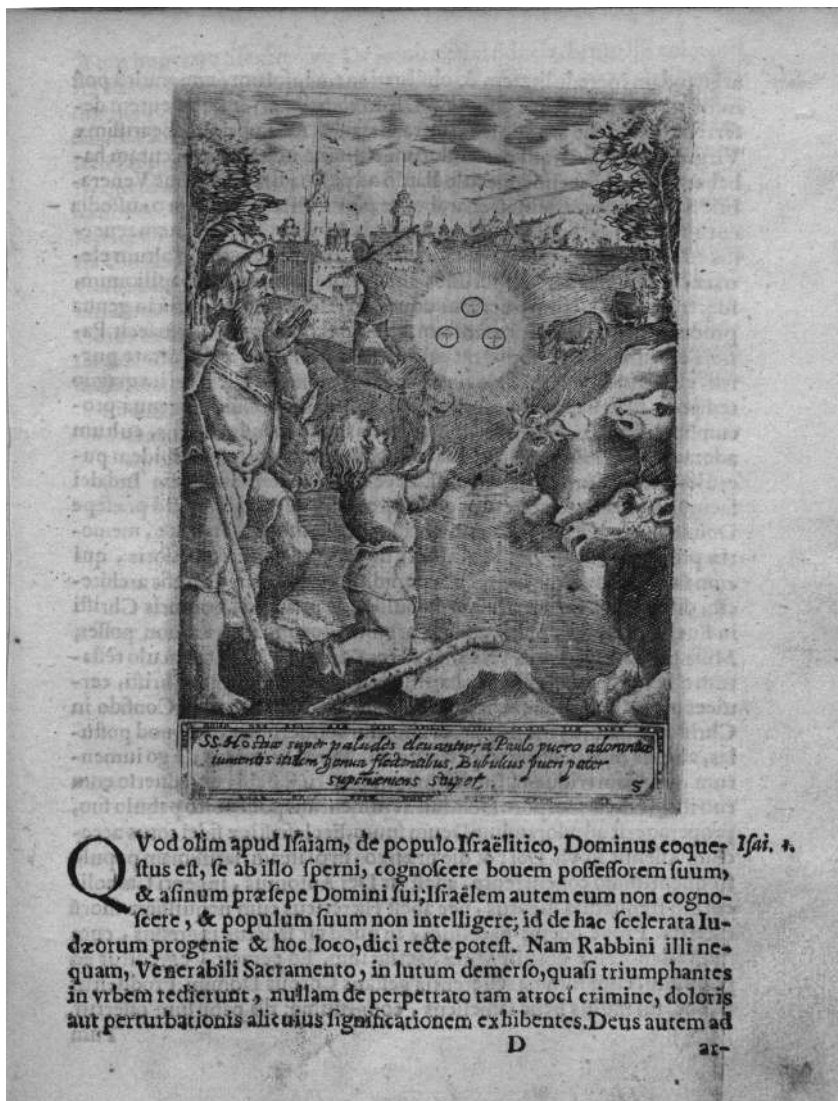 SS. Hostiæ super paludes eleuantur, à Paulo puero adorantur
iumentis itidem genua flectentibus, Bubulcus pueri pater
superueniens stupet.
5
QVod olim apud Isaiam, de populo Israëlitico, Dominus coque- Isai. 1.
stus est, se ab illo sperni, cognoscere bouem possessorem suum,
& asinum præsepe Domini sui; Israëlem autem eum non cogno-
scere, & populum suum non intelligere; id de hac scelerata Iu-
dæorum progenie & hoc loco, dici recte potest. Nam Rabbini illi ne-
quam, Venerabili Sacramento, in lutum demerso, quasi triumphantes
in vrbem redierunt, nullam de perpetrato tam atroci crimine, doloris
aut perturbationis alicuius significationem exhibentes. Deus autem ad
D ar-